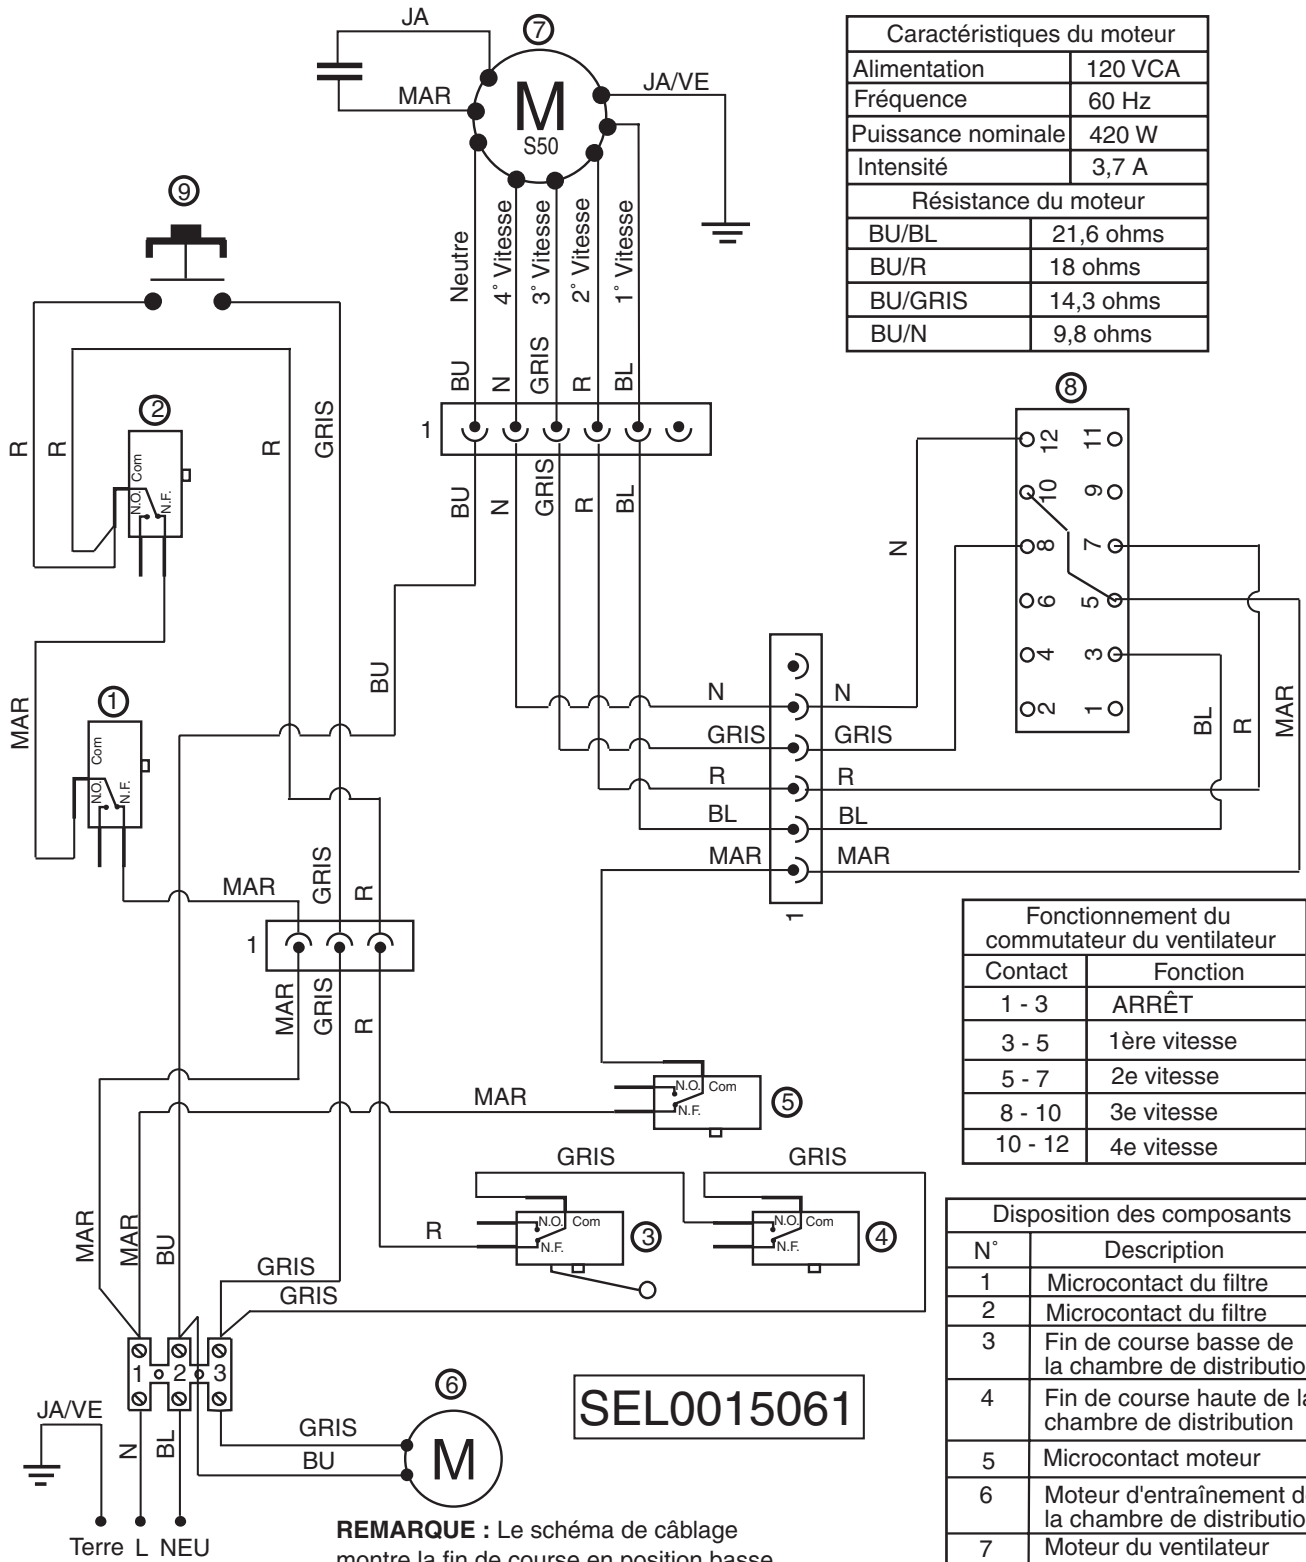 JA
7
MAR
M
S50
JA/VE
Caractéristiques du moteur
Alimentation 120 VCA
Fréquence 60 Hz
Puissance nominale 420 W
Intensité 3,7 A
Résistance du moteur
BU/BL 21,6 ohms
BU/R 18 ohms
BU/GRIS 14,3 ohms
BU/N 9,8 ohms
9
Neutre
4° Vitesse
3° Vitesse
2° Vitesse
1° Vitesse
BU N GRIS R BL
1
BU N GRIS R BL
R R R GRIS
2
Com
N.O.
N.F.
8
12 11
10 9
8 7
6 5
4 3
2 1
N
BL R MAR
MAR
BU
1
Com
N.O.
N.F.
N N
GRIS GRIS
R R
BL BL
MAR MAR
1
MAR GRIS R
1
MAR GRIS R
Fonctionnement du
commutateur du ventilateur
Contact Fonction
1 - 3 ARRÊT
3 - 5 1ère vitesse
5 - 7 2e vitesse
8 - 10 3e vitesse
10 - 12 4e vitesse
MAR
N.O. Com
N.F.
5
GRIS GRIS
R
N.O. Com
N.F.
3
N.O. Com
N.F.
4
MAR MAR BU
GRIS
GRIS
1 2 3
Disposition des composants
N° Description
1 Microcontact du filtre
2 Microcontact du filtre
3 Fin de course basse de
la chambre de distributio
4 Fin de course haute de la
chambre de distribution
5 Microcontact moteur
6 Moteur d'entraînement d
la chambre de distributio
7 Moteur du ventilateur
SEL0015061
6
M
GRIS
BU
JA/VE
N BL
Terre L NEU
REMARQUE : Le schéma de câblage
montre la fin de course en position basse